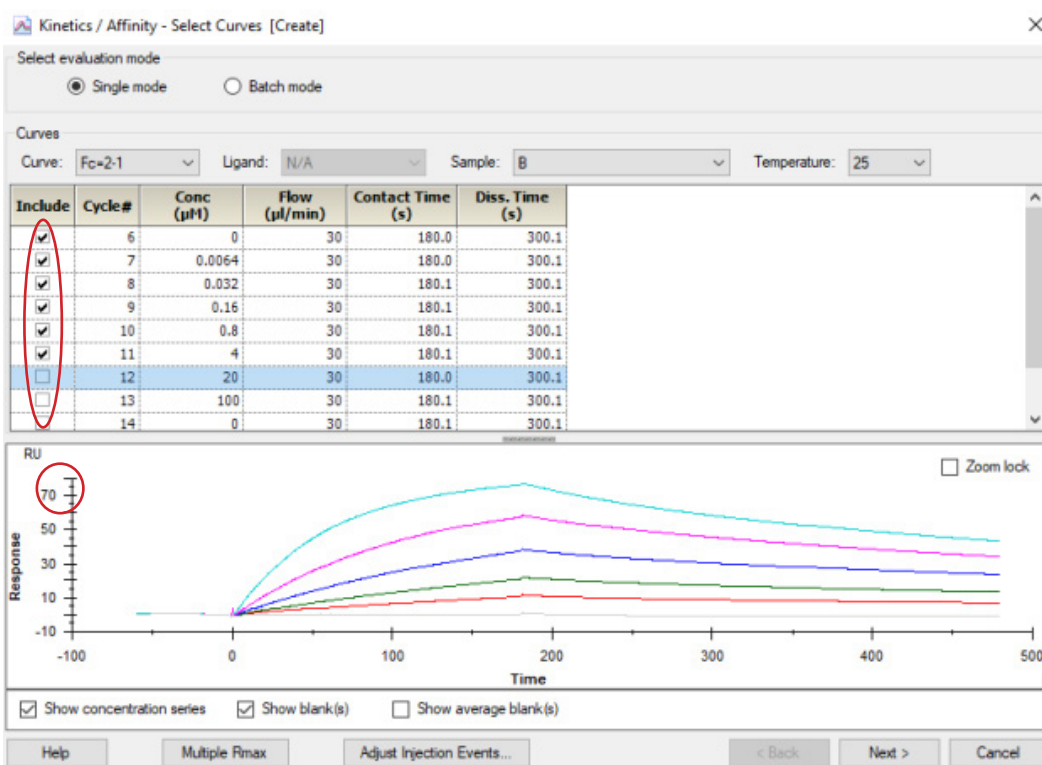 Kinetics / Affinity - Select Curves [Create]
Select evaluation mode
Single mode Batch mode
Curves
Curve: Fc=2-1 Ligand: N/A Sample: B Temperature: 25
Include Cycle# Conc (µM) Flow (µl/min) Contact Time (s) Diss. Time (s)
6 0 30 180.0 300.1
7 0.0064 30 180.0 300.1
8 0.032 30 180.1 300.1
9 0.16 30 180.1 300.1
10 0.8 30 180.1 300.1
11 4 30 180.1 300.1
12 20 30 180.0 300.1
13 100 30 180.1 300.1
14 0 30 180.1 300.1
RU
Zoom lock
70
50
30
10
-10
Response
-100 0 100 200 300 400 500
Time
Show concentration series Show blank(s) Show average blank(s)
Help Multiple Rmax Adjust Injection Events... < Back Next > Cancel